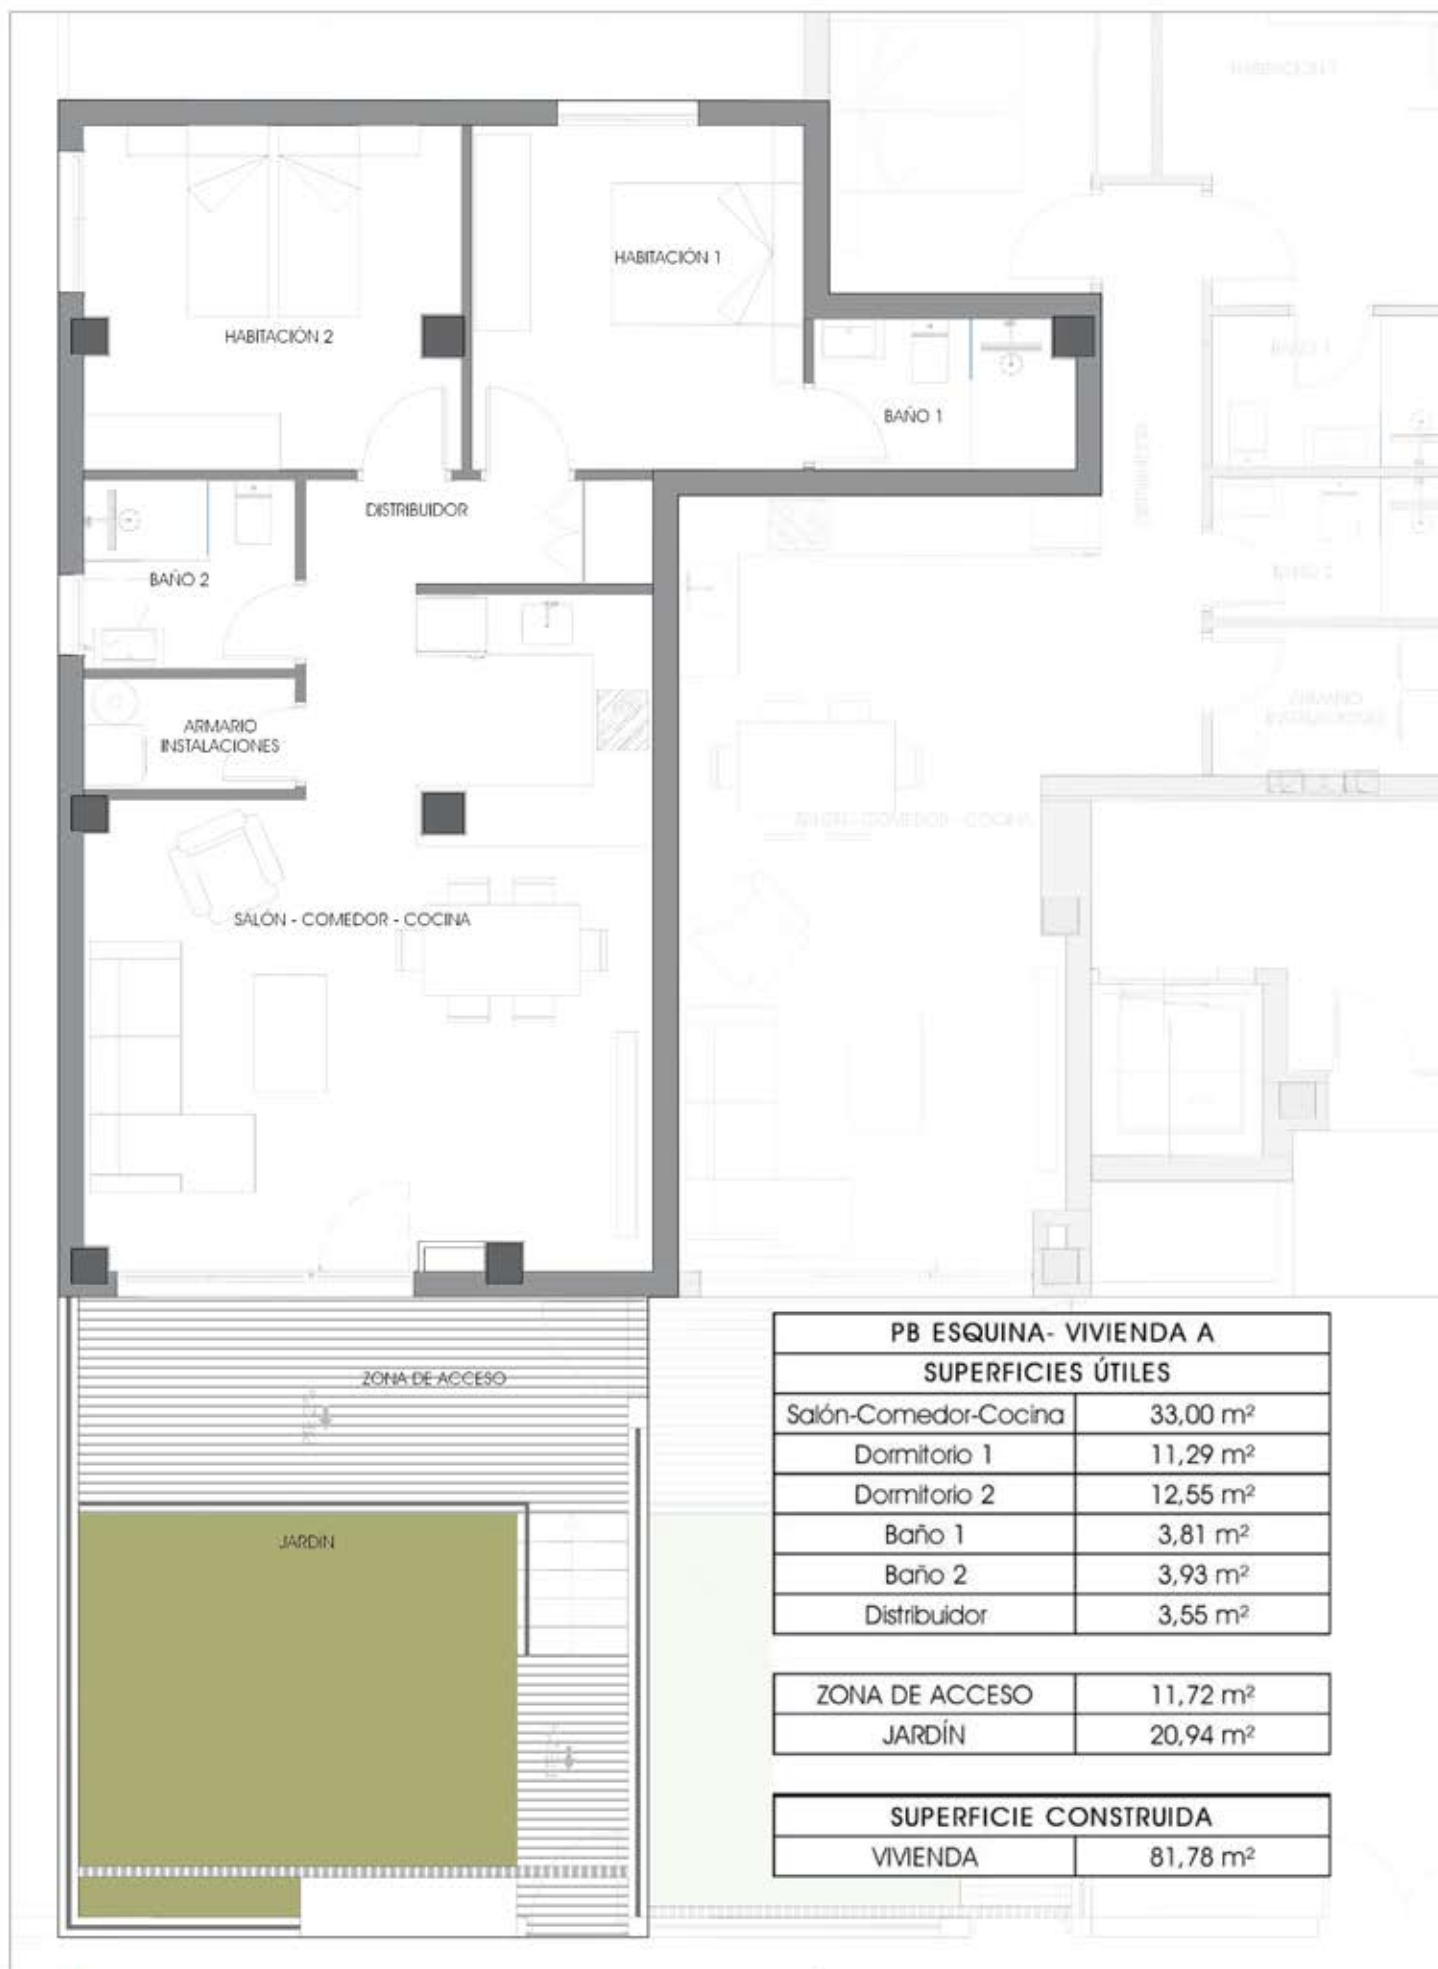 HABITACIÓN 1
HABITACIÓN 2
BAÑO 1
DISTRIBUIDOR
BAÑO 2
ARMARIO
INSTALACIONES
SALÓN - COMEDOR - COCINA
ZONA DE ACCESO
JARDIN
PB ESQUINA- VIVIENDA A
SUPERFICIES ÚTILES
Salón-Comedor-Cocina 33,00 m²
Dormitorio 1 11,29 m²
Dormitorio 2 12,55 m²
Baño 1 3,81 m²
Baño 2 3,93 m²
Distribuidor 3,55 m²
ZONA DE ACCESO 11,72 m²
JARDÍN 20,94 m²
SUPERFICIE CONSTRUIDA
VIVIENDA 81,78 m²